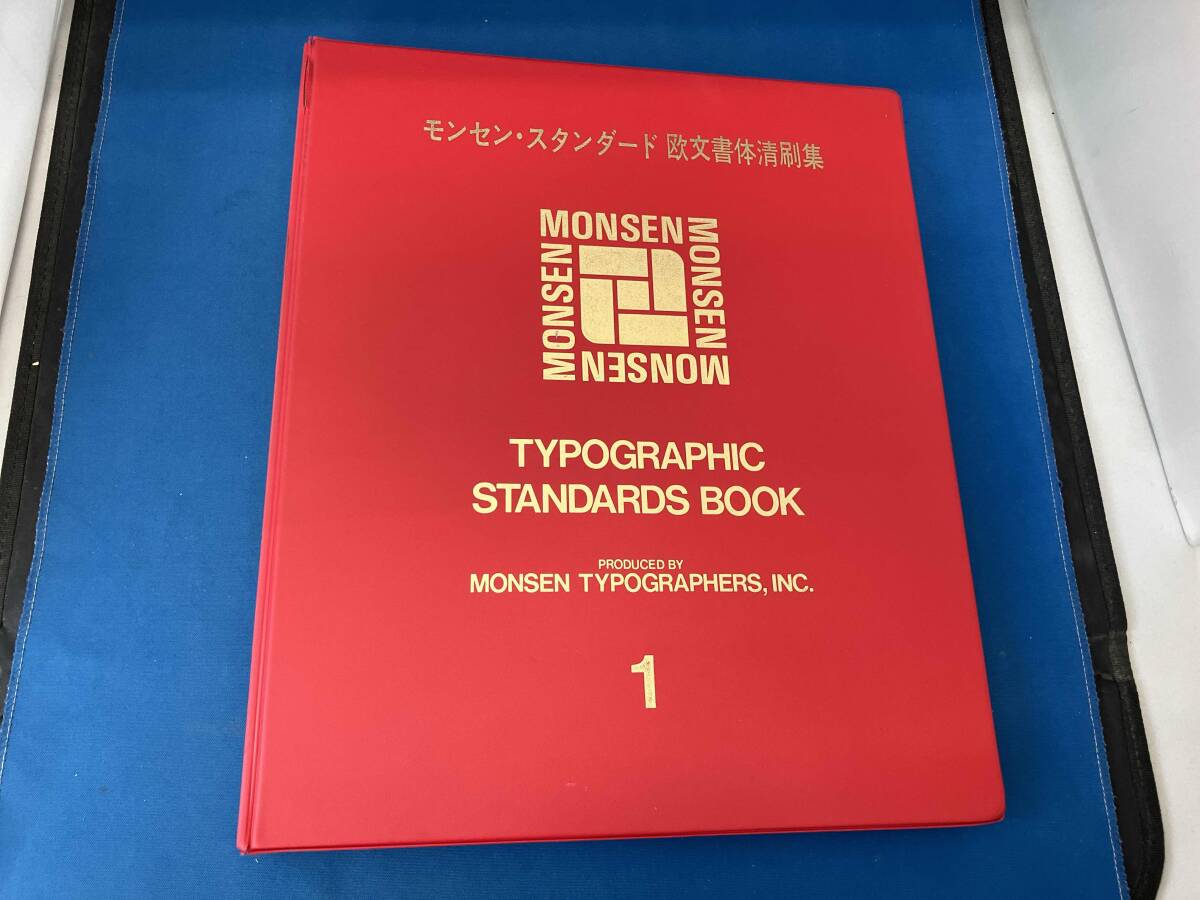 モンセン・スタンダード 欧文書体清刷集
MONSEN
MONSEN
MONSEN
MONSEN
TYPOGRAPHIC
STANDARDS BOOK
PRODUCED BY
MONSEN TYPOGRAPHERS, INC.
1